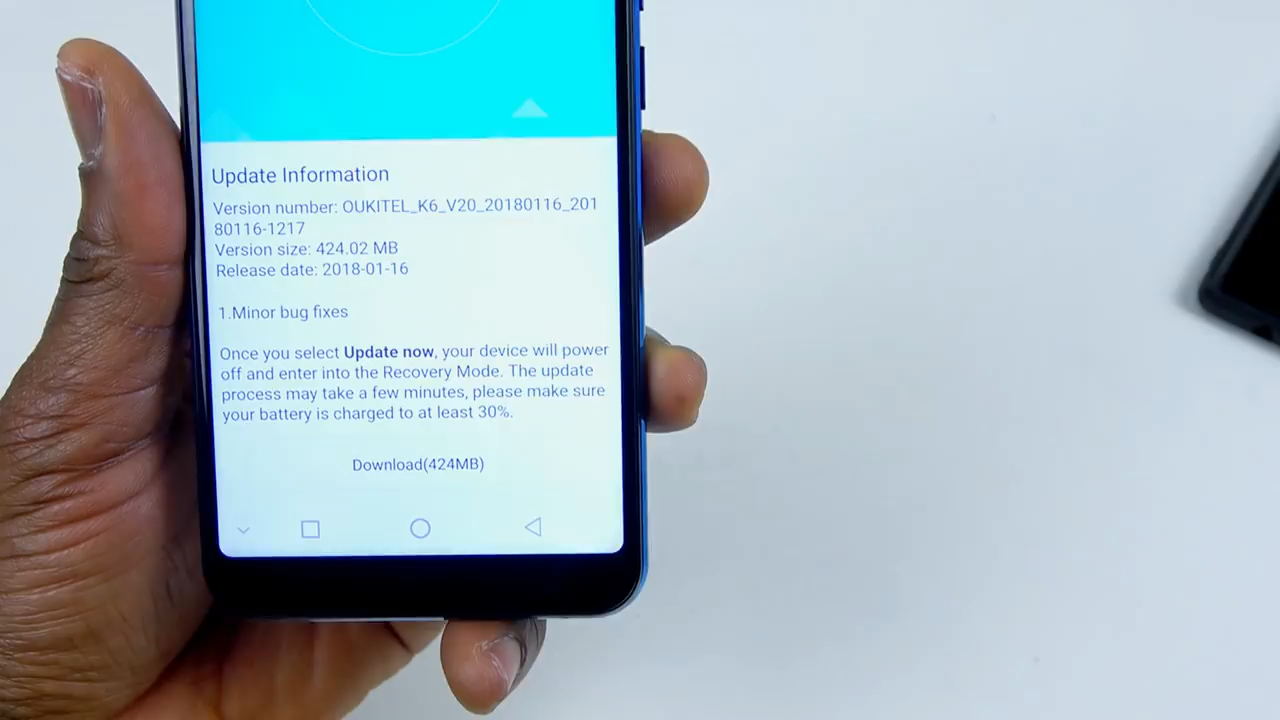 Update Information
Version number: OUKITEL_K6_V20_20180116_201
80116-1217
Version size: 424.02 MB
Release date: 2018-01-16
1.Minor bug fixes
Once you select Update now, your device will power
off and enter into the Recovery Mode. The update
process may take a few minutes, please make sure
your battery is charged to at least 30%.
Download(424MB)